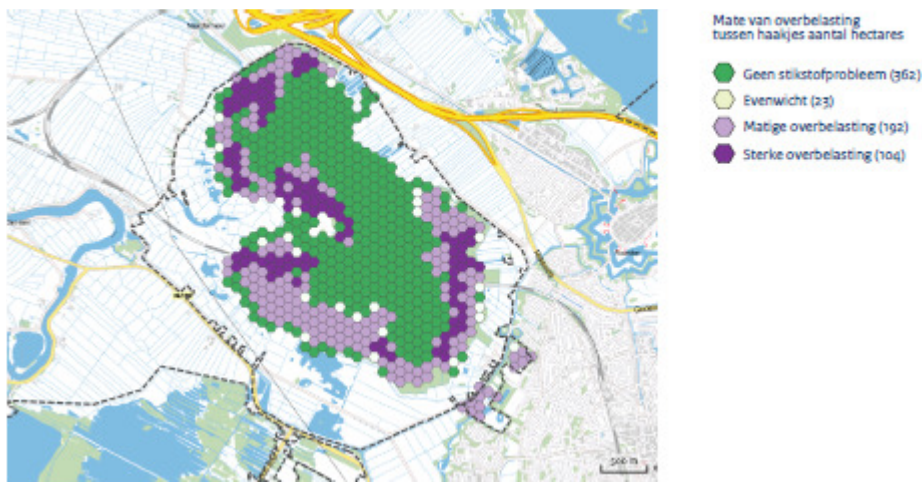 Mate van overbelasting
tussen haakjes aantal hectares
Geen stikstofprobleem (362)
Evenwicht (23)
Matige overbelasting (192)
Sterke overbelasting (104)
500 m